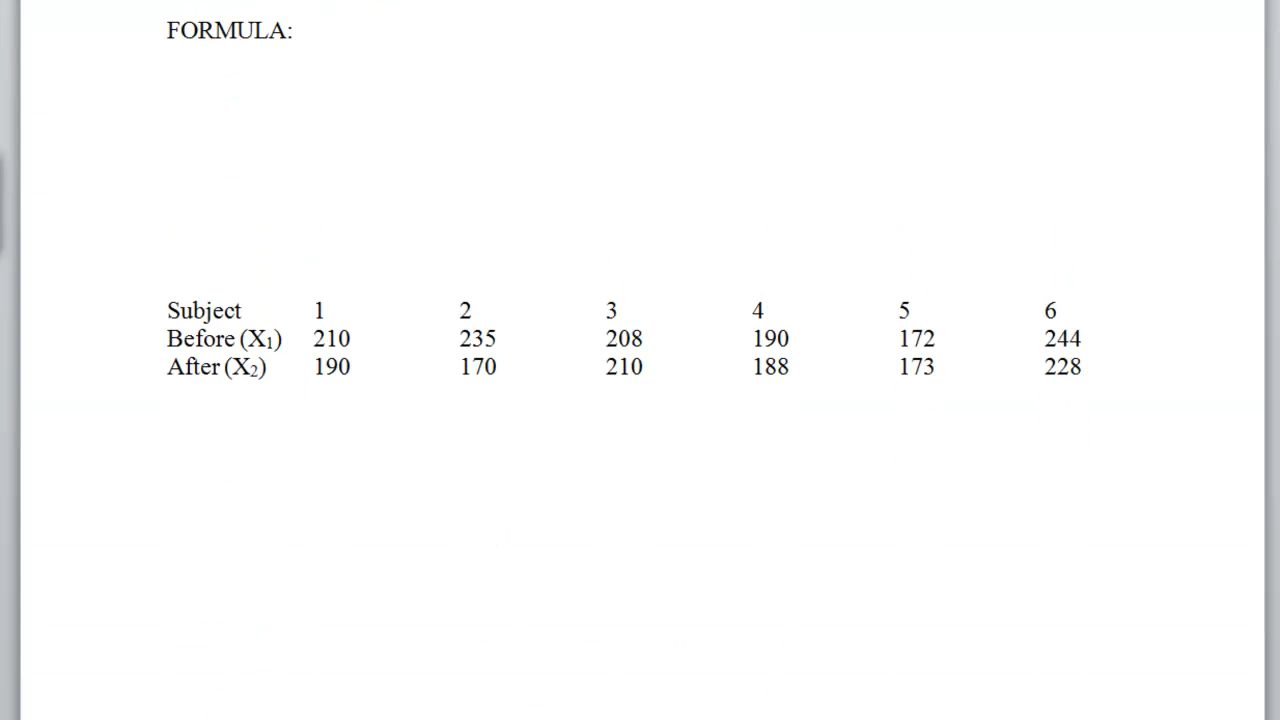 FORMULA:
Subject 1 2 3 4 5 6
Before (X₁) 210 235 208 190 172 244
After (X₂) 190 170 210 188 173 228